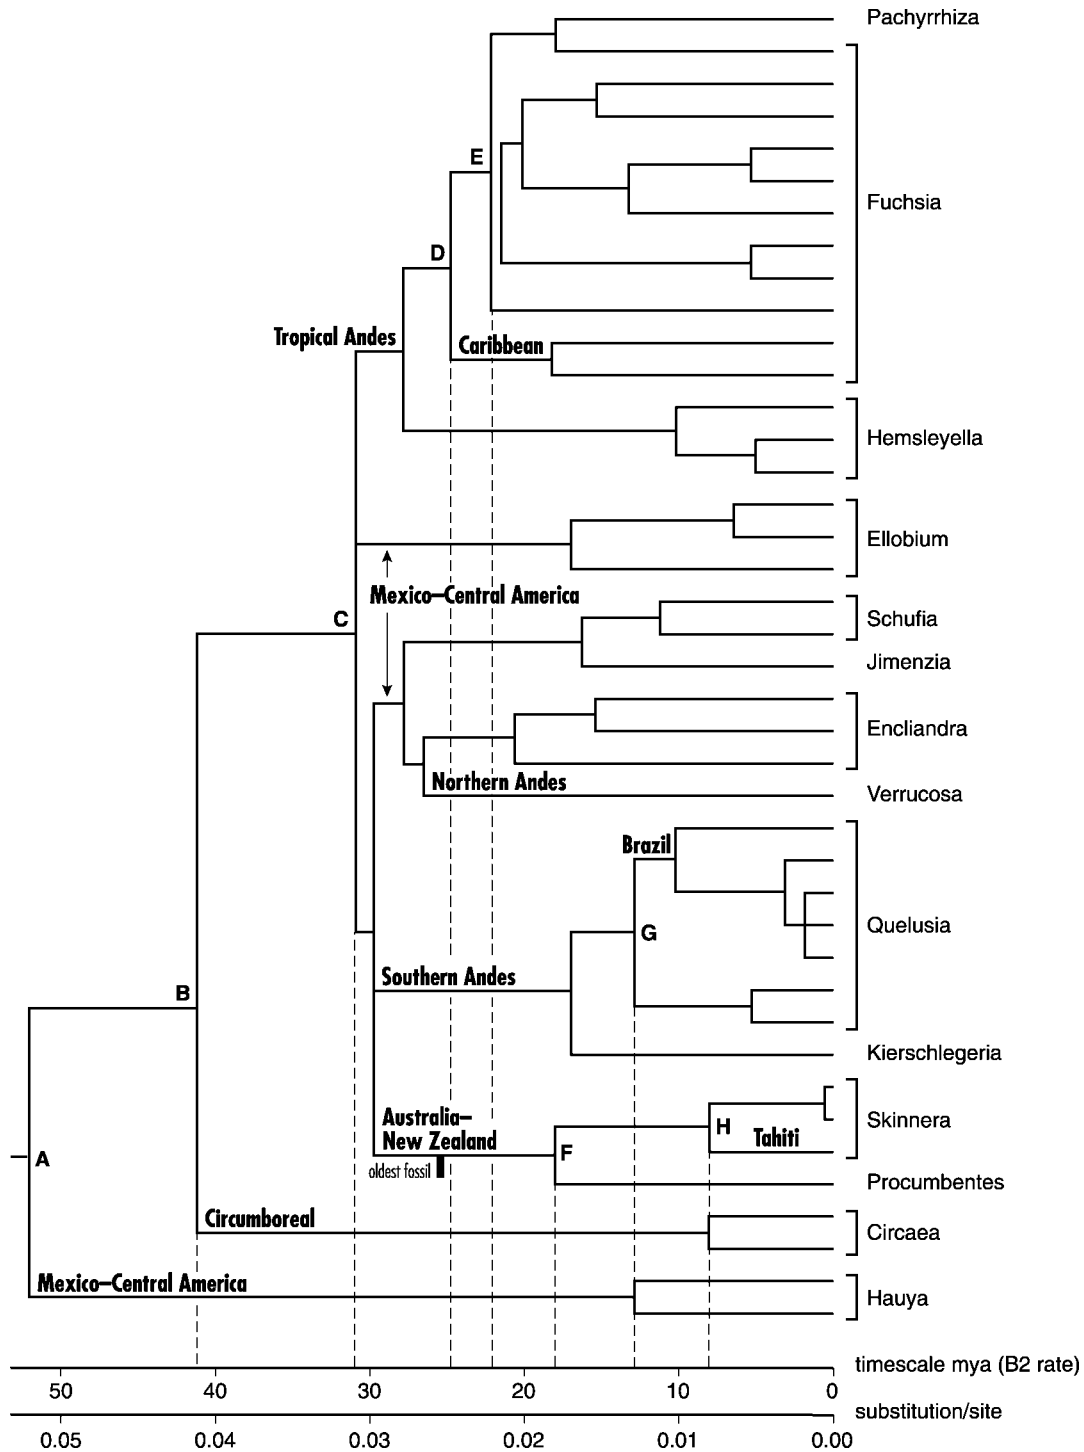 Pachyrrhiza
E
Fuchsia
D
Tropical Andes
Caribbean
Hemsleyella
Ellobium
Mexico–Central America
C
Schufia
Jimenzia
Encliandra
Northern Andes
Verrucosa
Brazil
G
Quelusia
Southern Andes
B
Kierschlegeria
Australia–
New Zealand
oldest fossil
F
H
Tahiti
Skinnera
A
Procumbentes
Circumboreal
Circaea
Mexico–Central America
Hauya
timescale mya (B2 rate)
50 40 30 20 10 0
substitution/site
0.05 0.04 0.03 0.02 0.01 0.00